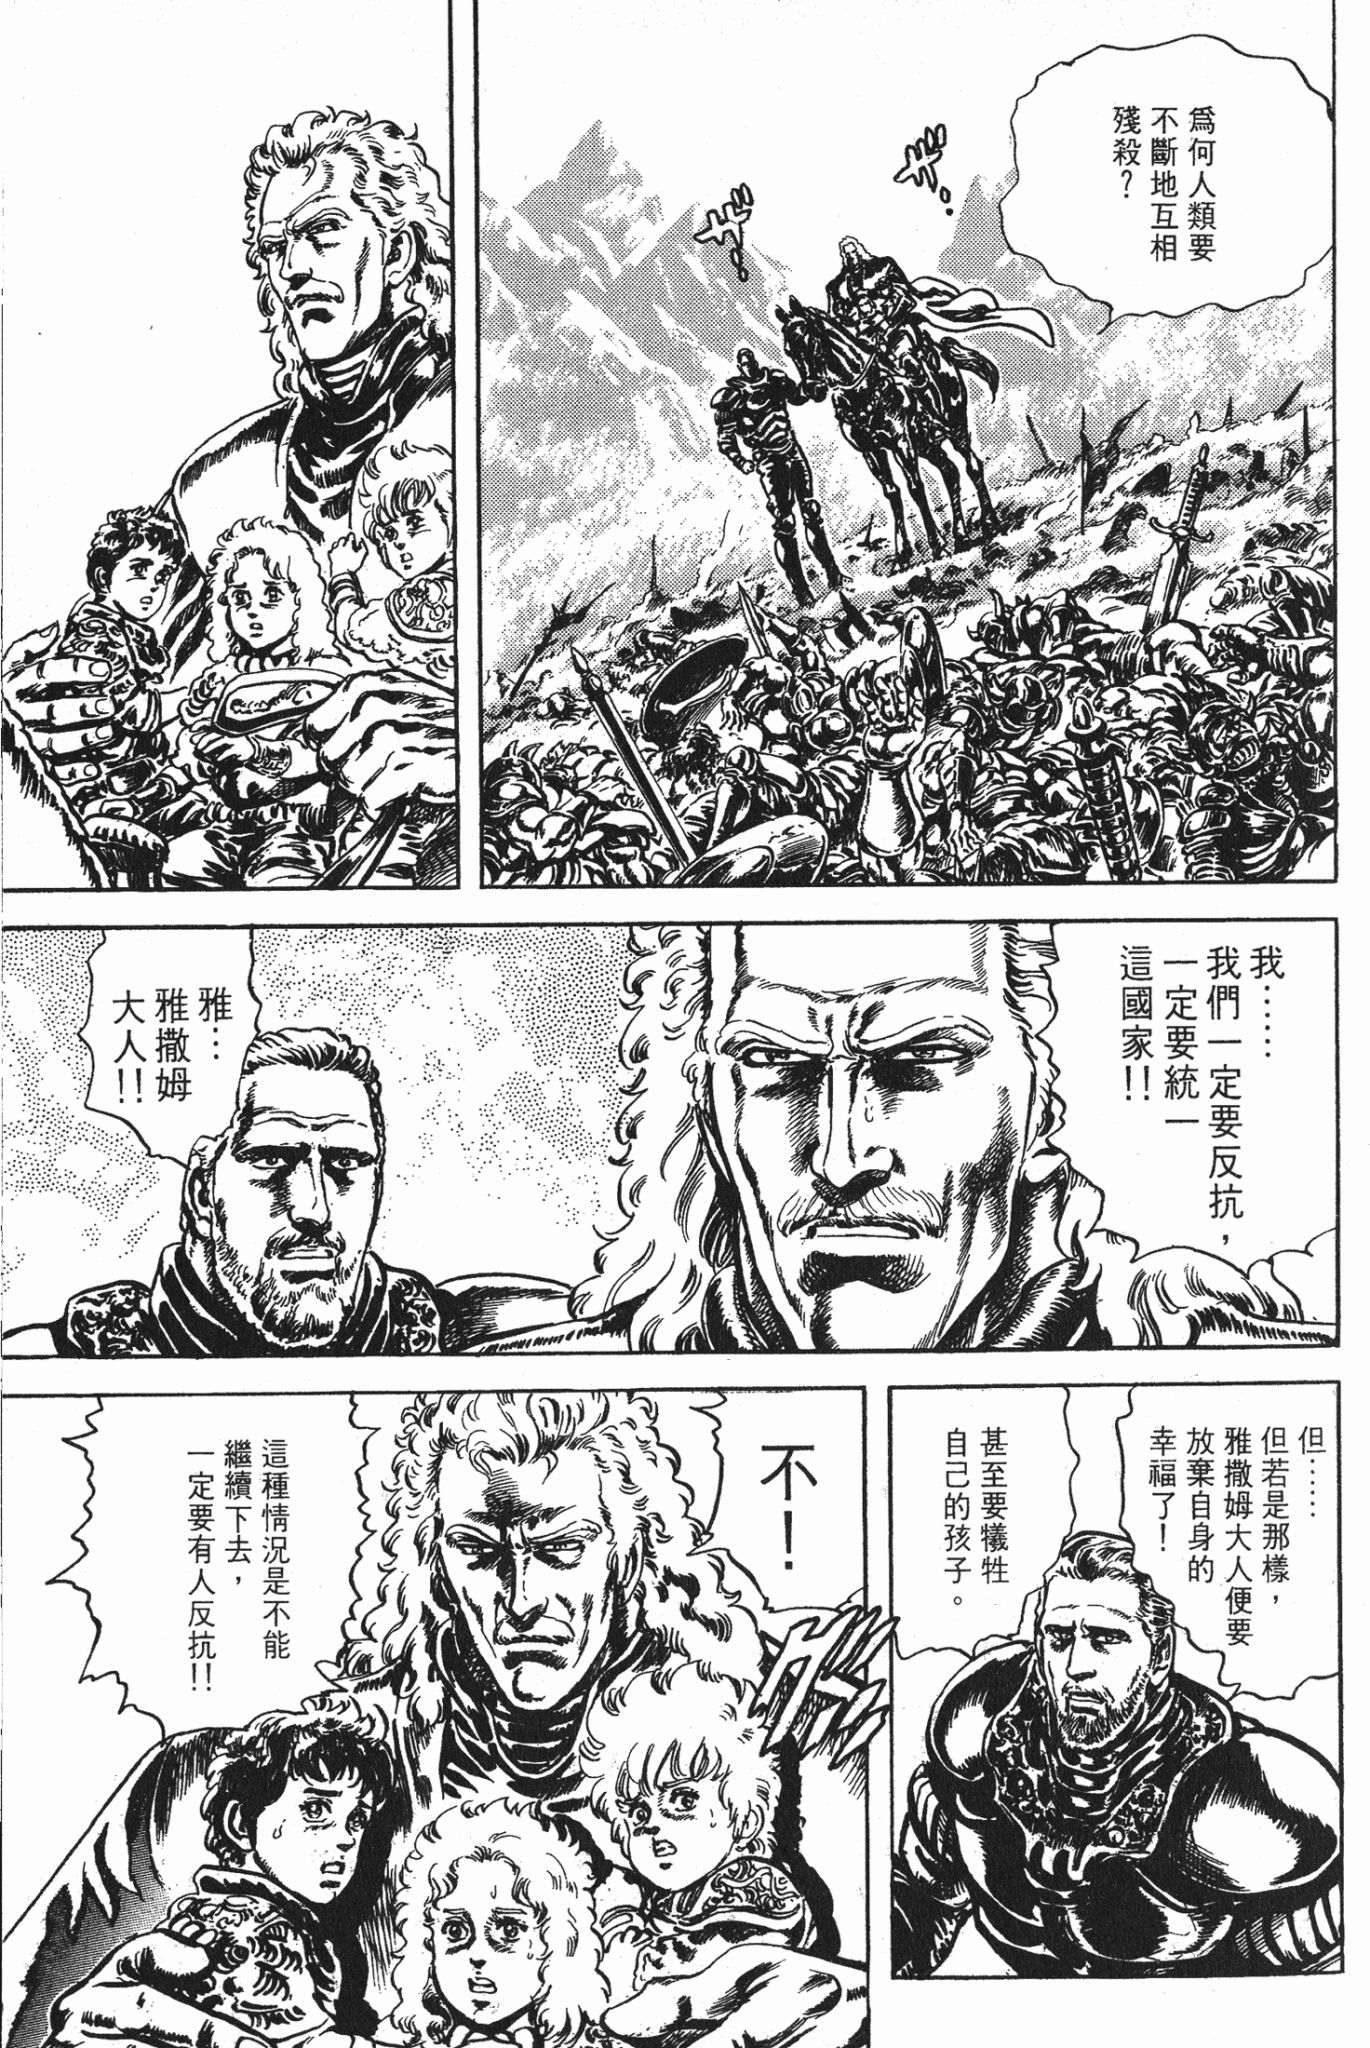 爲何人類要
不斷地互相
殘殺?
ザ…
ザ…
我……
我們一定要反抗，
一定要統一
這國家!!
雅…
雅撒姆
大人!!
但……
但若是那樣，
雅撒姆大人便要
放棄自身的
幸福了!
甚至要犧牲
自己的孩子。
不!
這種情況是不能
繼續下去，
一定要有人反抗!!